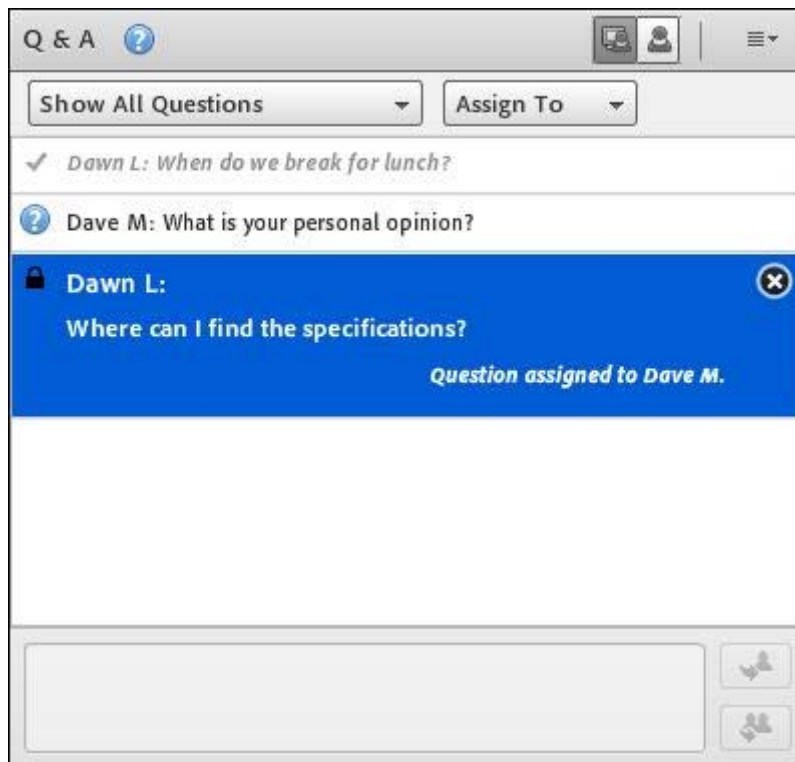 Q & A
Show All Questions
Assign To
Dawn L: When do we break for lunch?
Dave M: What is your personal opinion?
Dawn L:
Where can I find the specifications?
Question assigned to Dave M.